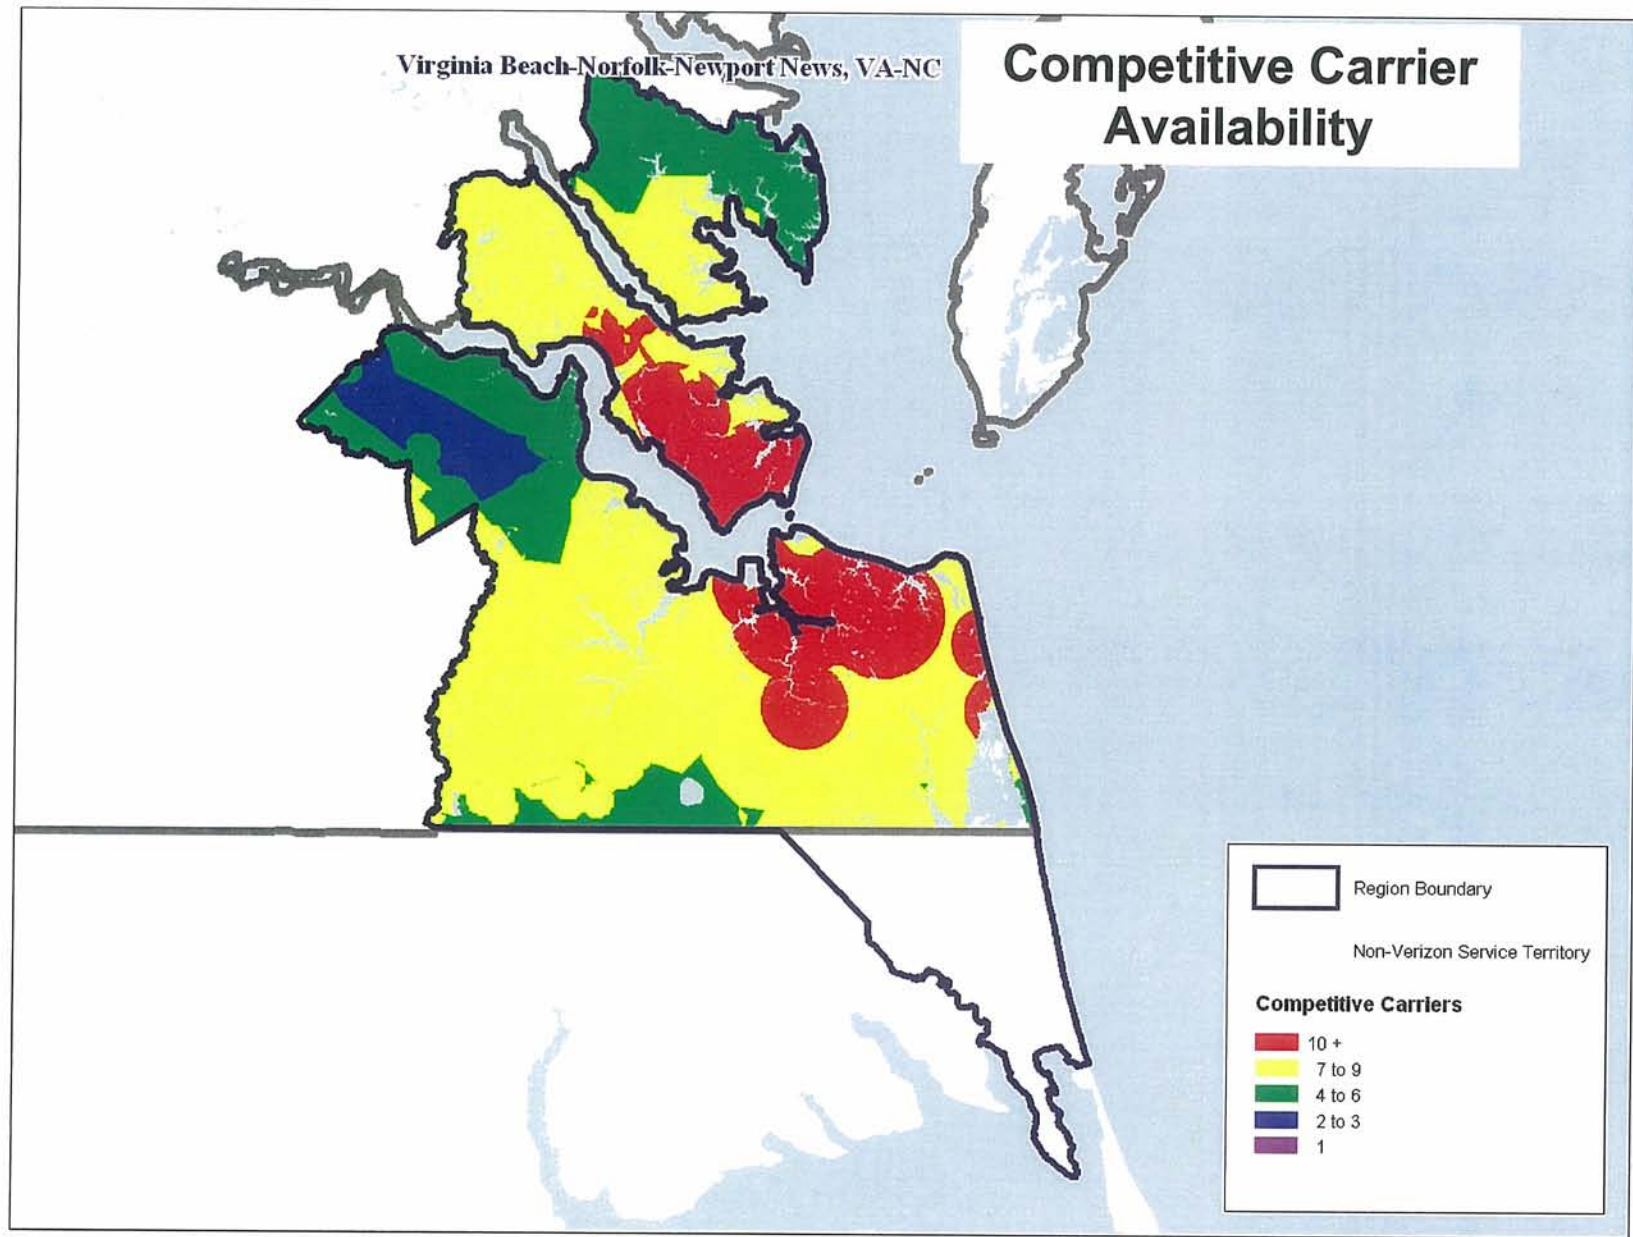 Virginia Beach-Norfolk-Newport News, VA-NC
Competitive Carrier
Availability
Region Boundary
Non-Verizon Service Territory
Competitive Carriers
10 +
7 to 9
4 to 6
2 to 3
1